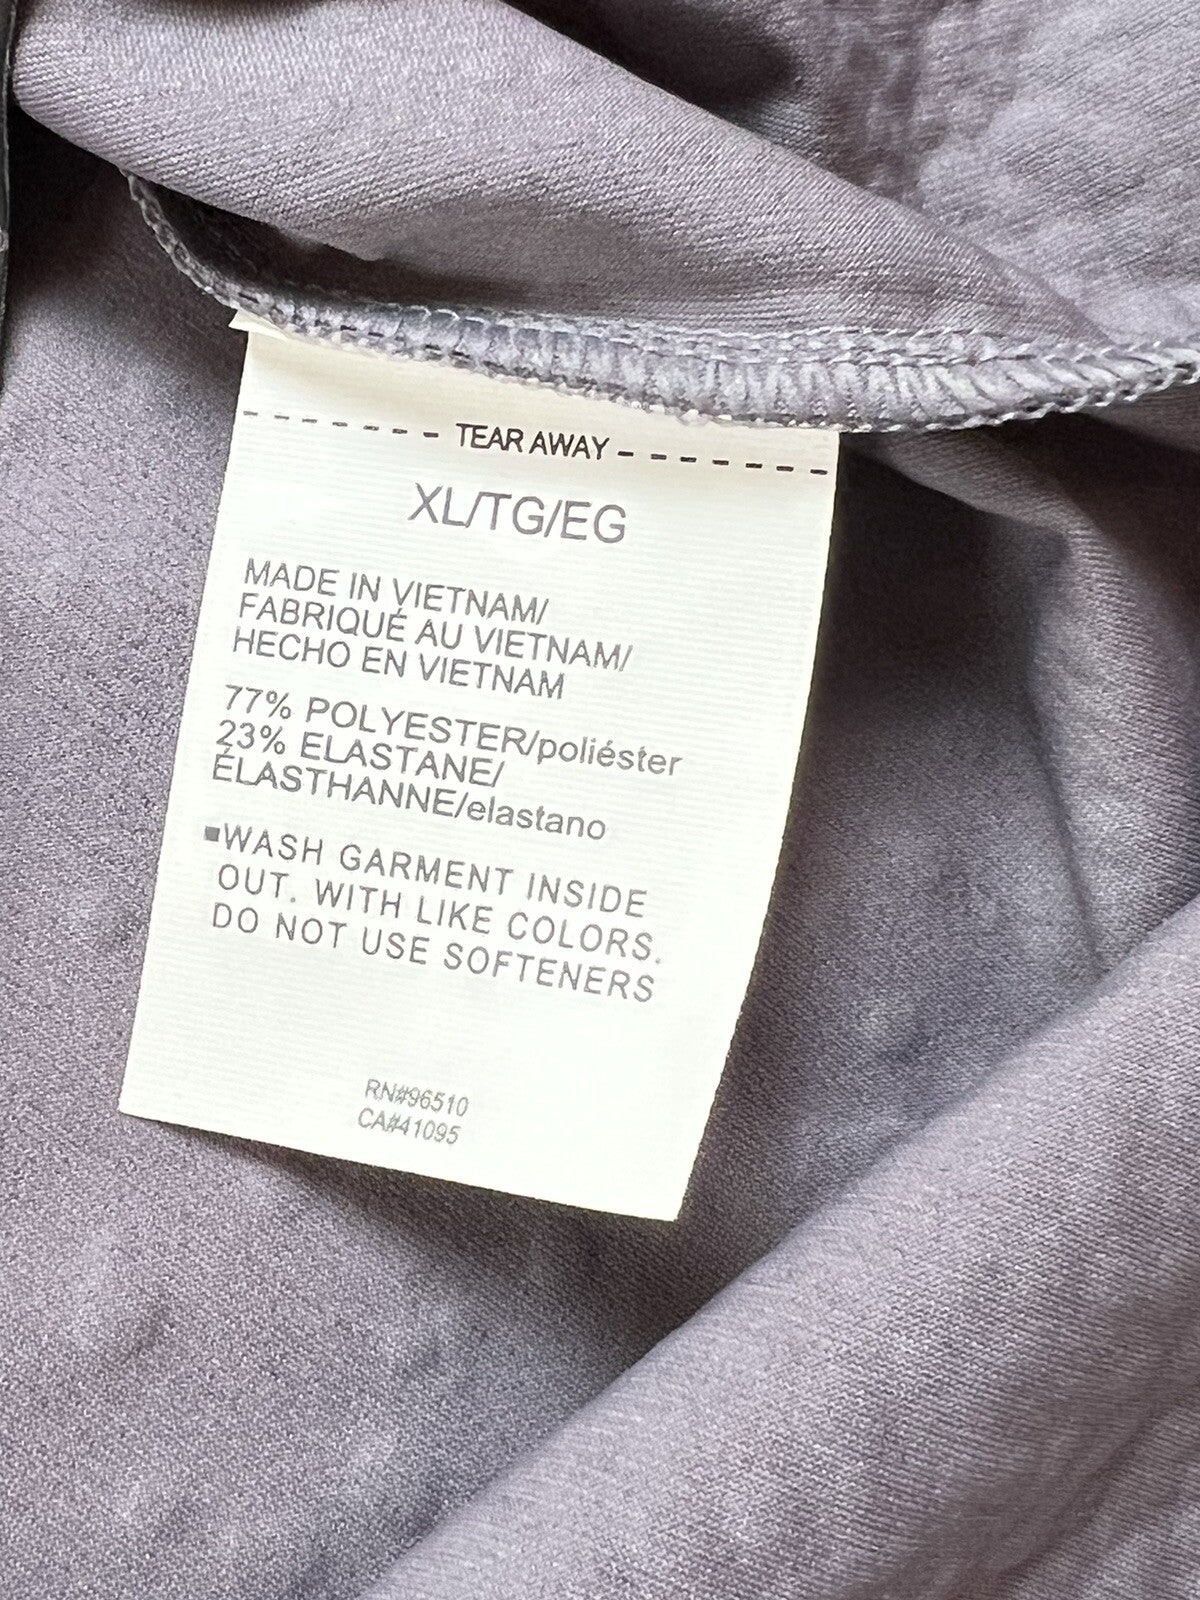 TEAR AWAY
XL/TG/EG
MADE IN VIETNAM/
FABRIQUÉ AU VIETNAM/
HECHO EN VIETNAM
77% POLYESTER/poliéster
23% ELASTANE/
ÉLASTHANNE/elastano
▪WASH GARMENT INSIDE
OUT. WITH LIKE COLORS.
DO NOT USE SOFTENERS
RN#96510
CA#41095